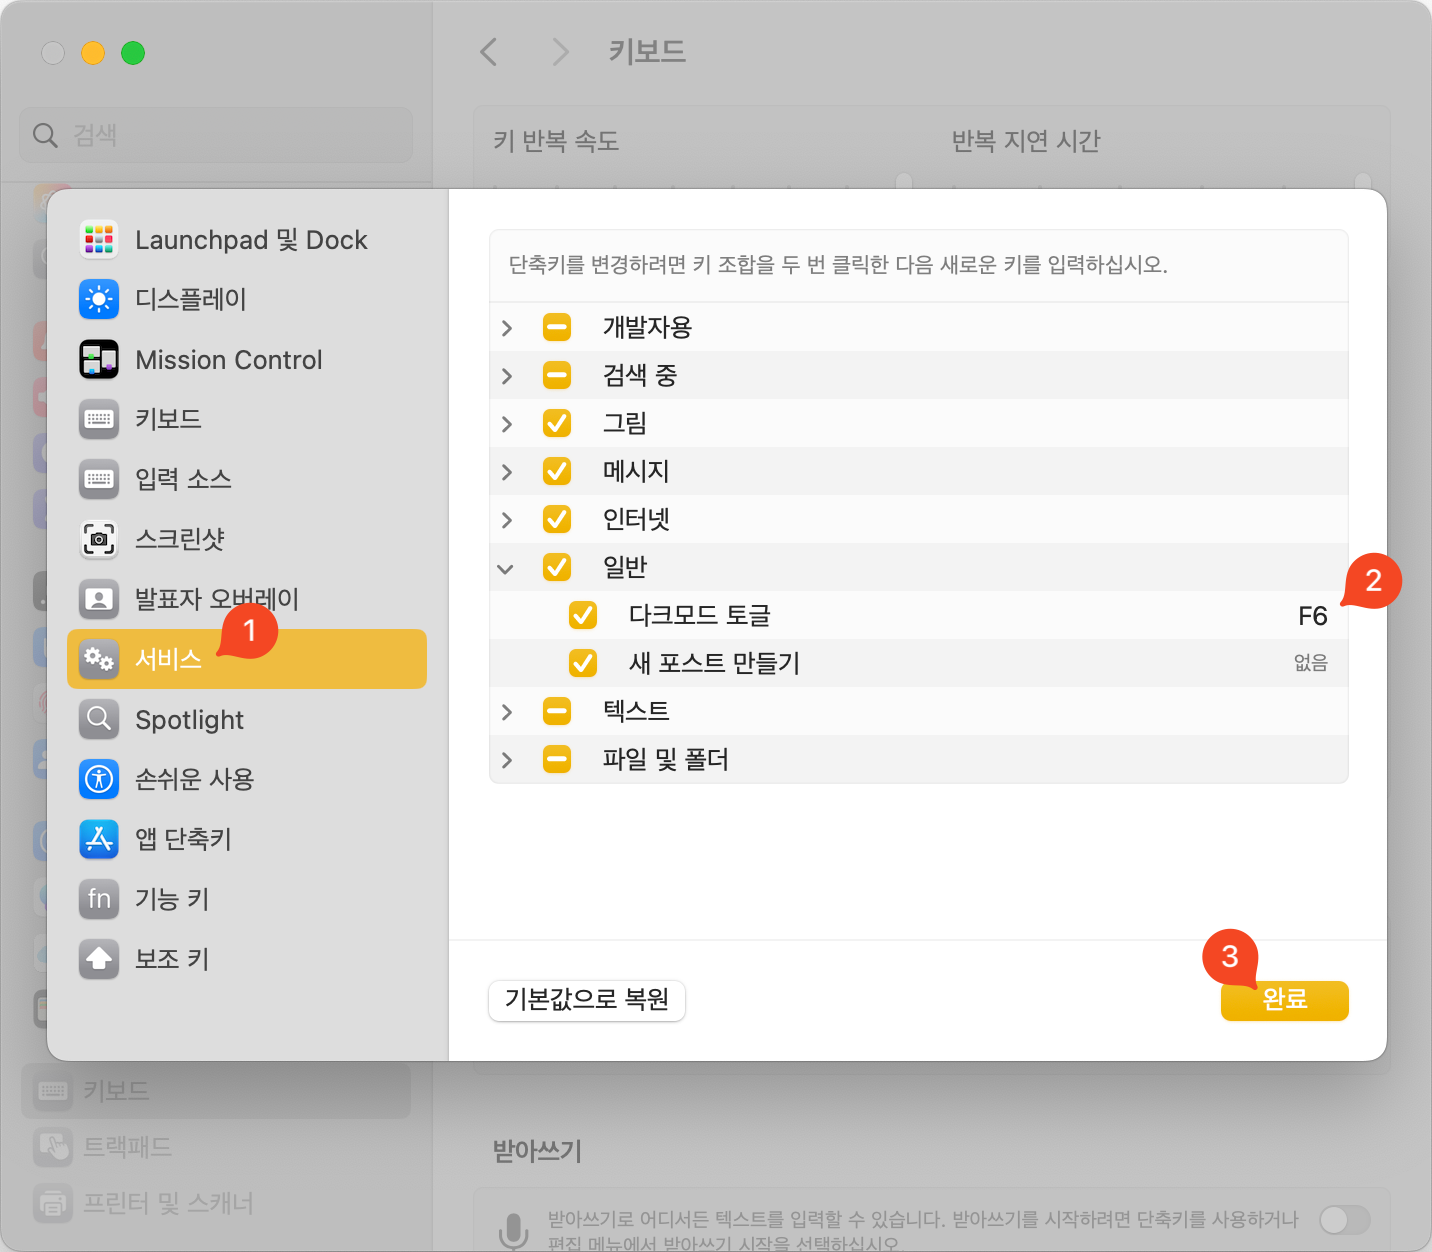 키보드
검색
키 반복 속도
반복 지연 시간
Launchpad 및 Dock
디스플레이
Mission Control
키보드
입력 소스
스크린샷
발표자 오버레이
1
서비스
Spotlight
손쉬운 사용
앱 단축키
fn 기능 키
보조 키
단축키를 변경하려면 키 조합을 두 번 클릭한 다음 새로운 키를 입력하십시오.
개발자용
검색 중
그림
메시지
인터넷
일반
2
다크모드 토글 F6
새 포스트 만들기 없음
텍스트
파일 및 폴더
3
기본값으로 복원
완료
키보드
트랙패드
프린터 및 스캐너
받아쓰기
받아쓰기로 어디서든 텍스트를 입력할 수 있습니다. 받아쓰기를 시작하려면 단축키를 사용하거나
편집 메뉴에서 받아쓰기 시작을 선택하십시오.